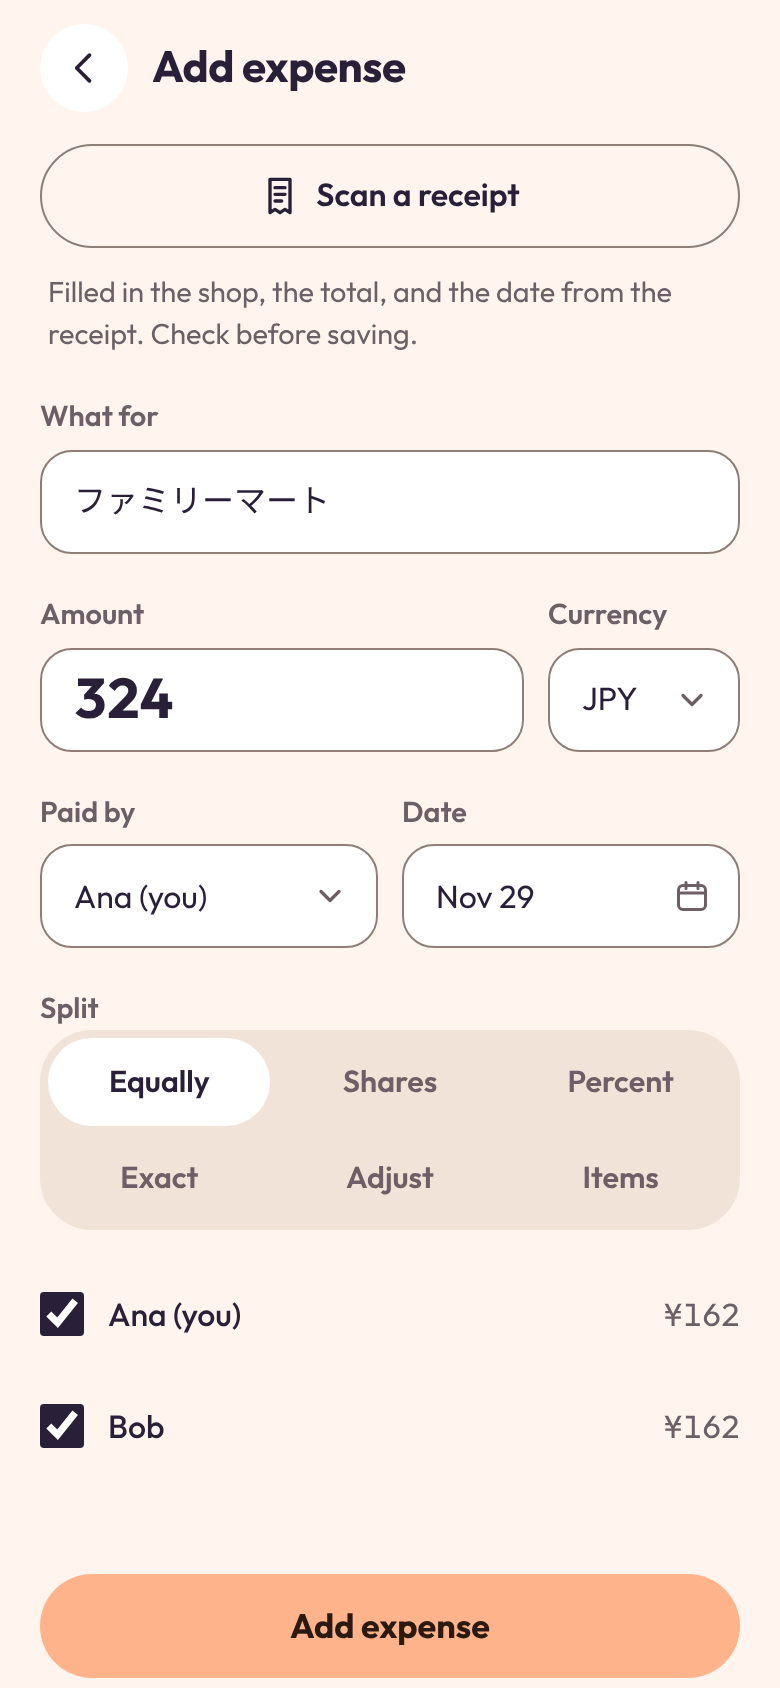 Add expense
Scan a receipt
Filled in the shop, the total, and the date from the
receipt. Check before saving.
What for
ファミリーマート
Amount
Currency
324
JPY
Paid by
Date
Ana (you)
Nov 29
Split
Equally
Shares
Percent
Exact
Adjust
Items
Ana (you)
¥162
Bob
¥162
Add expense